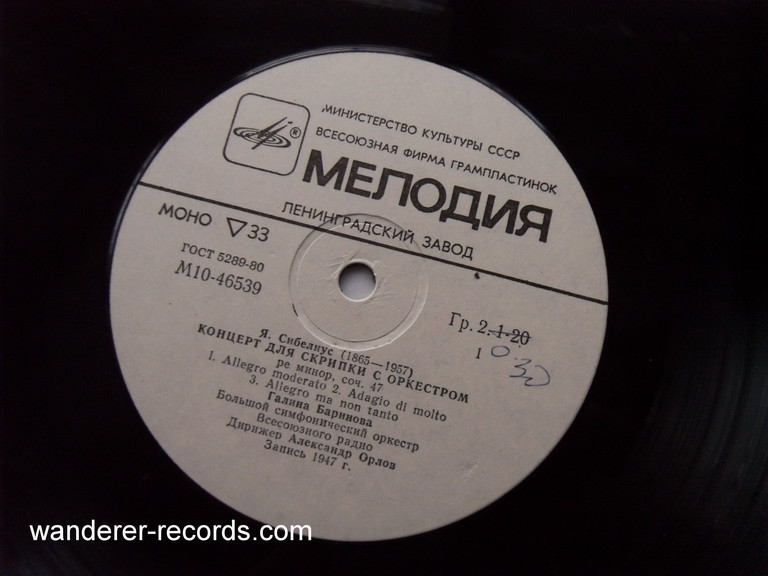 МИНИСТЕРСТВО КУЛЬТУРЫ СССР
ВСЕСОЮЗНАЯ ФИРМА ГРАМПЛАСТИНОК
®
МЕЛОДИЯ
ЛЕНИНГРАДСКИЙ ЗАВОД
МОНО ▽33
ГОСТ 5289-80
М10-46539
Гр. 2. 1-20
1
0 30
Я. Сибелиус (1865—1957)
КОНЦЕРТ ДЛЯ СКРИПКИ С ОРКЕСТРОМ
ре минор, соч. 47
1. Allegro moderato 2. Adagio di molto
3. Allegro ma non tanto
Галина Баринова
Большой симфонический оркестр
Всесоюзного радио
Дирижер Александр Орлов
Запись 1947 г.
wanderer-records.com